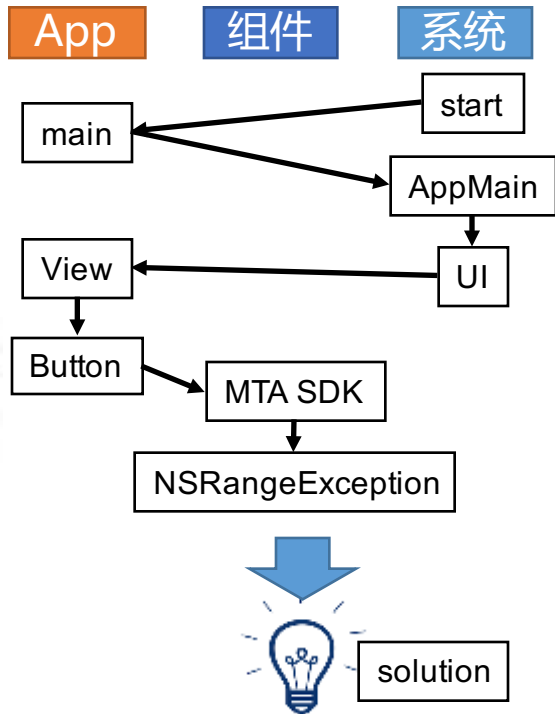 App
组件
系统
start
main
AppMain
View
UI
Button
MTA SDK
NSRangeException
solution